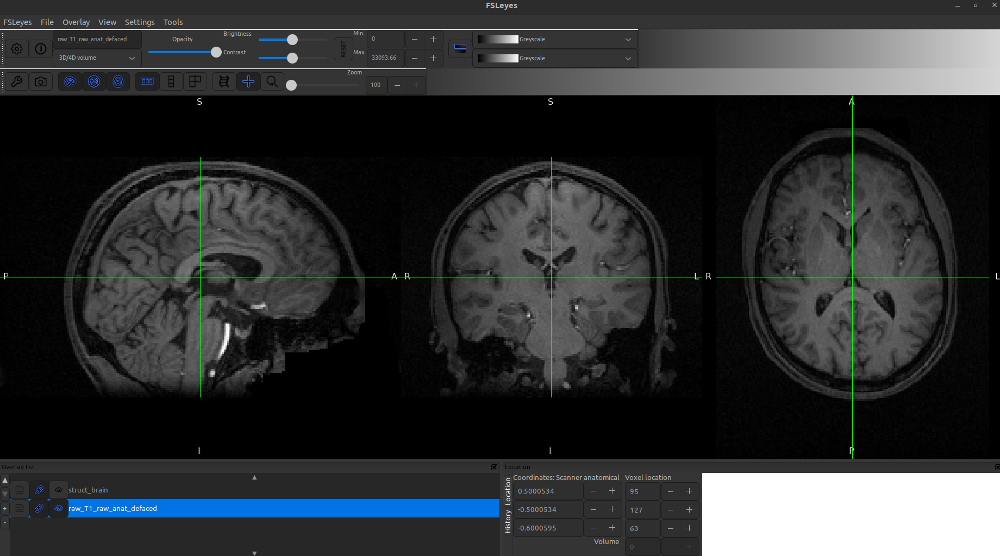 FSLeyes
FSLeyes File Overlay View Settings Tools
raw_T1_raw_anat_defaced
3D/4D volume
Opacity
Brightness
Contrast
RESET
Min. 0
Max. 33093.66
Greyscale
Greyscale
Zoom
100
S
S
A
P
A
R
L
R
L
I
I
P
Overlay list
struct_brain
raw_T1_raw_anat_defaced
Location
Location
History
Coordinates: Scanner anatomical
Voxel location
0.5000534
95
-0.5000534
127
-0.6000595
63
Volume
0